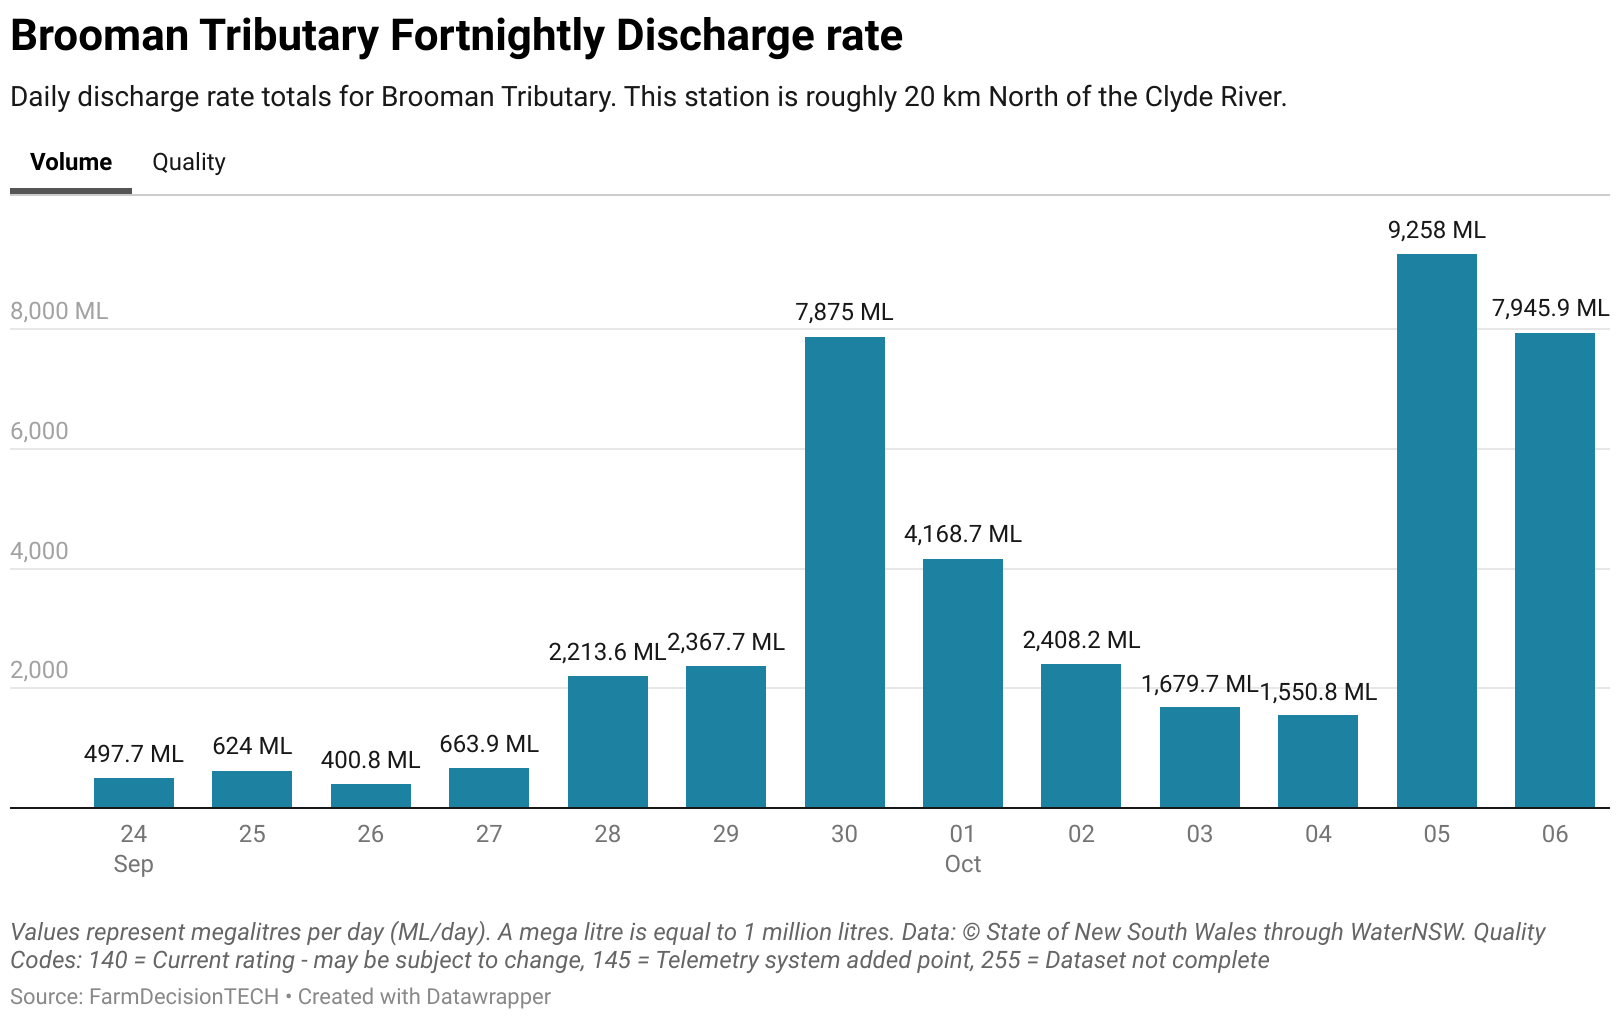 Brooman Tributary Fortnightly Discharge rate
Daily discharge rate totals for Brooman Tributary. This station is roughly 20 km North of the Clyde River.
Volume Quality
9,258 ML
8,000 ML
7,875 ML
7,945.9 ML
6,000
4,000
4,168.7 ML
2,000
2,213.6 ML
2,367.7 ML
2,408.2 ML
1,679.7 ML
1,550.8 ML
497.7 ML
624 ML
400.8 ML
663.9 ML
24 25 26 27 28 29 30 01 02 03 04 05 06
Sep Oct
Values represent megalitres per day (ML/day). A mega litre is equal to 1 million litres. Data: © State of New South Wales through WaterNSW. Quality
Codes: 140 = Current rating - may be subject to change, 145 = Telemetry system added point, 255 = Dataset not complete
Source: FarmDecisionTECH • Created with Datawrapper